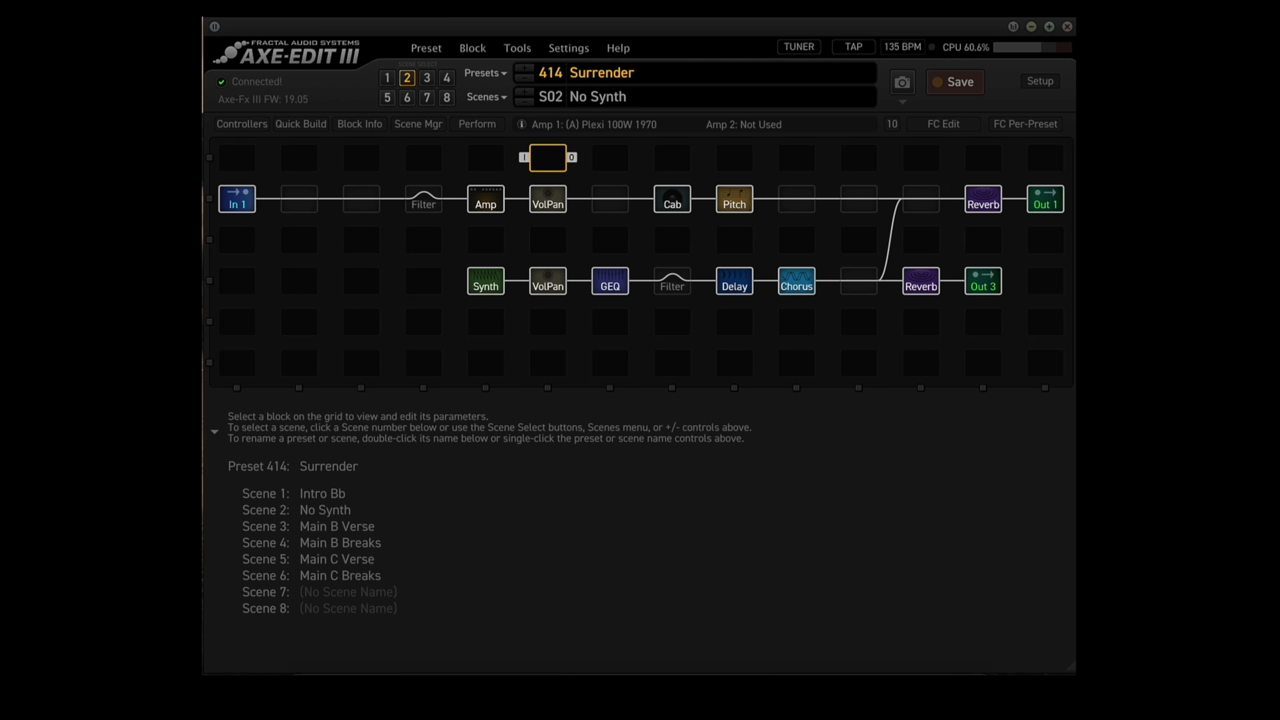 FRACTAL AUDIO SYSTEMS
AXE-EDIT III
Preset Block Tools Settings Help
TUNER TAP 135 BPM CPU 60.6%
SCENE SELECT
1 2 3 4
5 6 7 8
Connected!
Axe-Fx III FW: 19.05
Presets 414 Surrender
Scenes S02 No Synth
Save
Setup
Controllers Quick Build Block Info Scene Mgr Perform Amp 1: (A) Plexi 100W 1970 Amp 2: Not Used 10 FC Edit FC Per-Preset
I O
In 1 Filter Amp VolPan Cab Pitch Reverb Out 1
Synth VolPan GEQ Filter Delay Chorus Reverb Out 3
Select a block on the grid to view and edit its parameters.
To select a scene, click a Scene number below or use the Scene Select buttons, Scenes menu, or +/- controls above.
To rename a preset or scene, double-click its name below or single-click the preset or scene name controls above.
Preset 414: Surrender
Scene 1: Intro Bb
Scene 2: No Synth
Scene 3: Main B Verse
Scene 4: Main B Breaks
Scene 5: Main C Verse
Scene 6: Main C Breaks
Scene 7: (No Scene Name)
Scene 8: (No Scene Name)